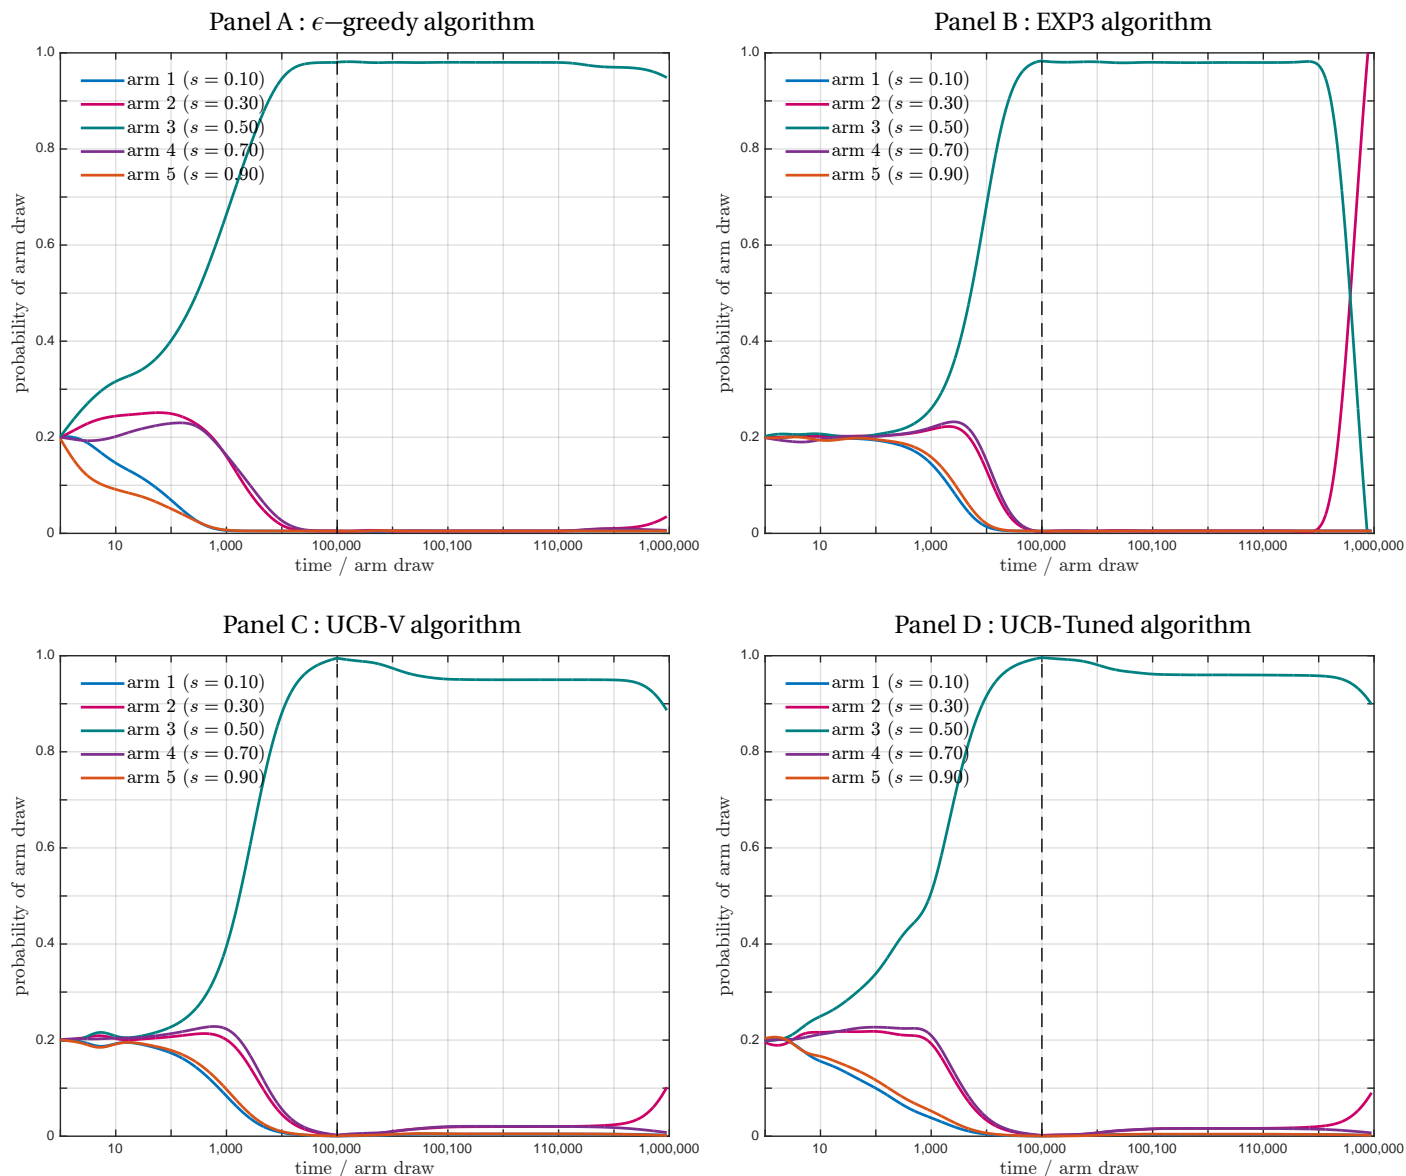 Panel A : ϵ−greedy algorithm
1.0
0.8
0.6
0.4
0.2
0
probability of arm draw
arm 1 (s = 0.10)
arm 2 (s = 0.30)
arm 3 (s = 0.50)
arm 4 (s = 0.70)
arm 5 (s = 0.90)
10 1,000 100,000 100,100 110,000 1,000,000
time / arm draw
Panel B : EXP3 algorithm
1.0
0.8
0.6
0.4
0.2
0
probability of arm draw
arm 1 (s = 0.10)
arm 2 (s = 0.30)
arm 3 (s = 0.50)
arm 4 (s = 0.70)
arm 5 (s = 0.90)
10 1,000 100,000 100,100 110,000 1,000,000
time / arm draw
Panel C : UCB-V algorithm
1.0
0.8
0.6
0.4
0.2
0
probability of arm draw
arm 1 (s = 0.10)
arm 2 (s = 0.30)
arm 3 (s = 0.50)
arm 4 (s = 0.70)
arm 5 (s = 0.90)
10 1,000 100,000 100,100 110,000 1,000,000
time / arm draw
Panel D : UCB-Tuned algorithm
1.0
0.8
0.6
0.4
0.2
0
probability of arm draw
arm 1 (s = 0.10)
arm 2 (s = 0.30)
arm 3 (s = 0.50)
arm 4 (s = 0.70)
arm 5 (s = 0.90)
10 1,000 100,000 100,100 110,000 1,000,000
time / arm draw